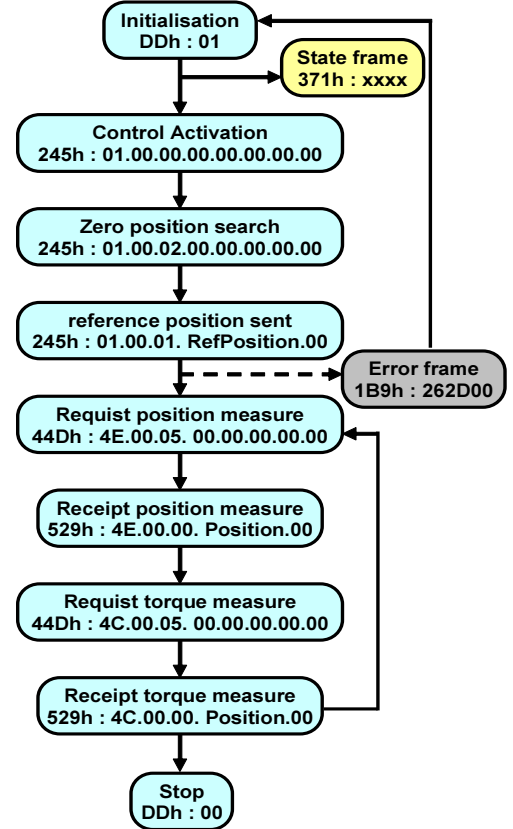 Initialisation
DDh : 01
State frame
371h : xxxx
Control Activation
245h : 01.00.00.00.00.00.00.00
Zero position search
245h : 01.00.02.00.00.00.00.00
reference position sent
245h : 01.00.01. RefPosition.00
Error frame
1B9h : 262D00
Requist position measure
44Dh : 4E.00.05. 00.00.00.00.00
Receipt position measure
529h : 4E.00.00. Position.00
Requist torque measure
44Dh : 4C.00.05. 00.00.00.00.00
Receipt torque measure
529h : 4C.00.00. Position.00
Stop
DDh : 00